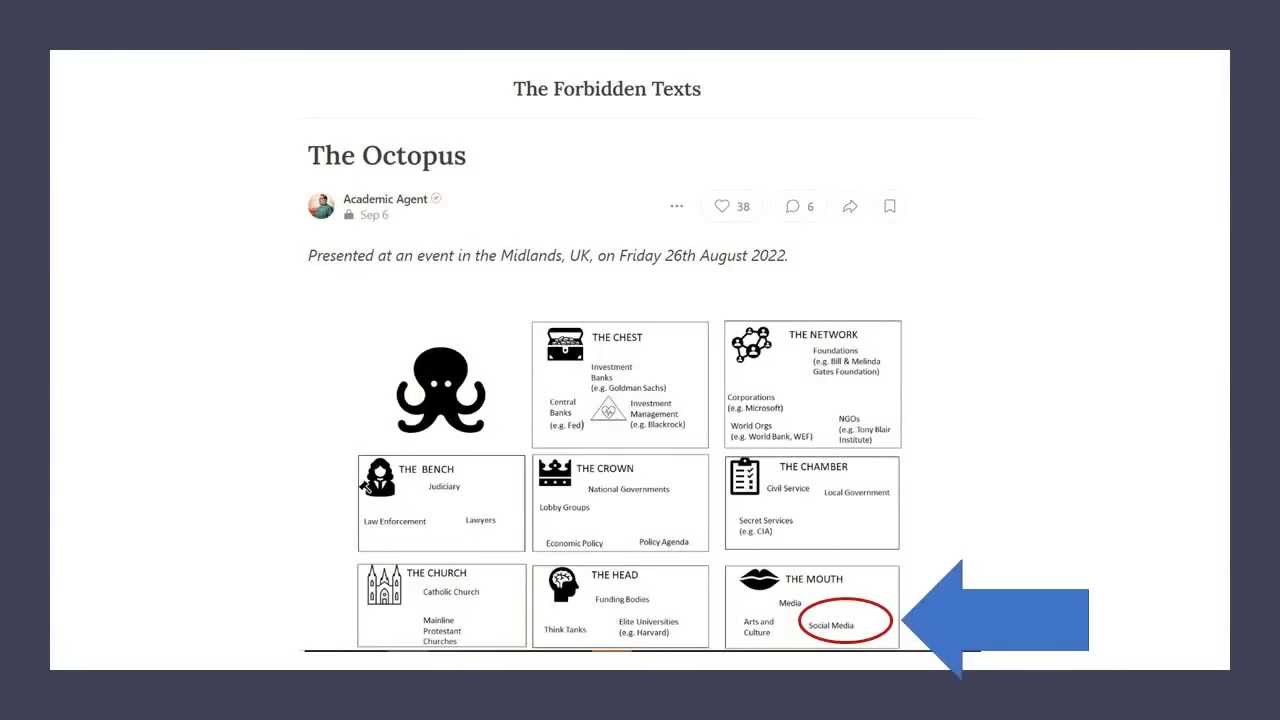 The Forbidden Texts
The Octopus
Academic Agent
Sep 6
38
6
Presented at an event in the Midlands, UK, on Friday 26th August 2022.
THE CHEST
Investment
Banks
(e.g. Goldman Sachs)
Central
Banks
(e.g. Fed)
Investment
Management
(e.g. Blackrock)
THE NETWORK
Foundations
(e.g. Bill & Melinda
Gates Foundation)
Corporations
(e.g. Microsoft)
World Orgs
(e.g. World Bank, WEF)
NGOs
(e.g. Tony Blair
Institute)
THE BENCH
Judiciary
Law Enforcement
Lawyers
THE CROWN
National Governments
Lobby Groups
Economic Policy
Policy Agenda
THE CHAMBER
Civil Service
Local Government
Secret Services
(e.g. CIA)
THE CHURCH
Catholic Church
Mainline
Protestant
Churches
THE HEAD
Funding Bodies
Think Tanks
Elite Universities
(e.g. Harvard)
THE MOUTH
Media
Arts and
Culture
Social Media